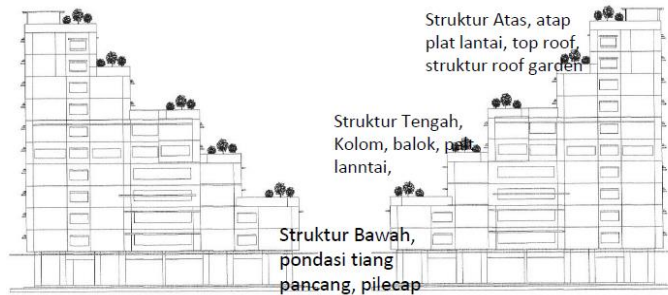 Struktur Atas, atap
plat lantai, top roof,
struktur roof garden
Struktur Tengah,
Kolom, balok, palt
lanntai,
Struktur Bawah,
pondasi tiang
pancang, pilecap